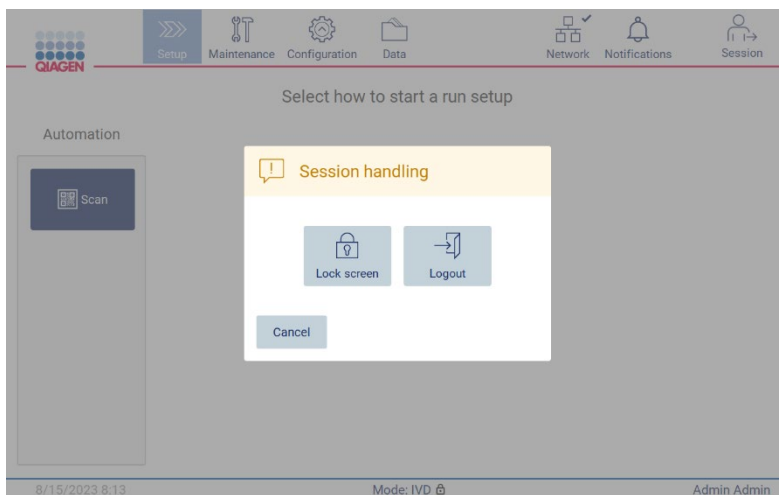 QIAGEN
Setup
Maintenance
Configuration
Data
Network
Notifications
Session
Select how to start a run setup
Automation
Scan
Session handling
Lock screen
Logout
Cancel
8/15/2023 8:13
Mode: IVD
Admin Admin